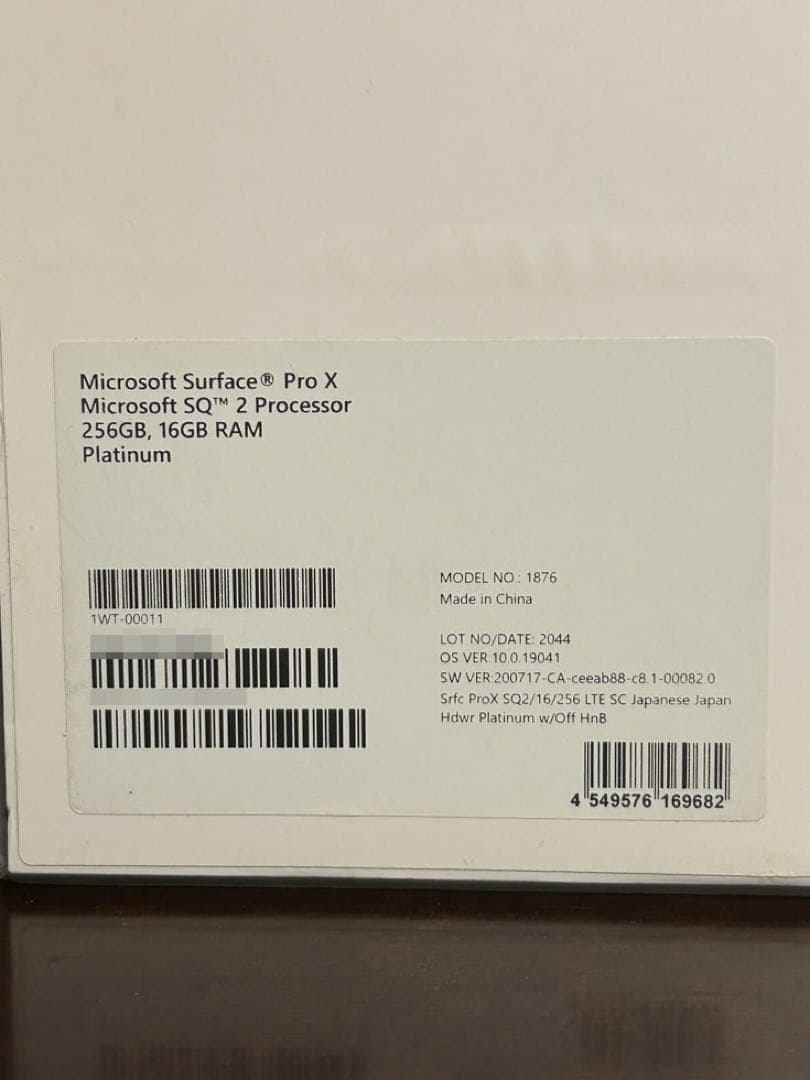 Microsoft Surface® Pro X
Microsoft SQ™ 2 Processor
256GB, 16GB RAM
Platinum
1WT-00011
MODEL NO.: 1876
Made in China
LOT NO/DATE: 2044
OS VER:10.0.19041
SW VER:200717-CA-ceeab88-c8.1-00082.0
Srfc ProX SQ2/16/256 LTE SC Japanese Japan
Hdwr Platinum w/Off HnB
4 549576 169682